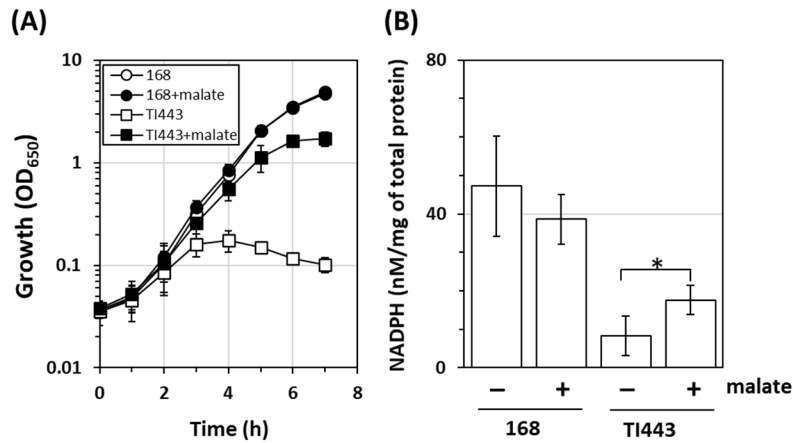 (A)
10
1
0.1
0.01
0 2 4 6 8
Growth (OD650)
Time (h)
168
168+malate
TI443
TI443+malate
(B)
80
40
0
NADPH (nM/mg of total protein)
*
− + − + malate
168 TI443